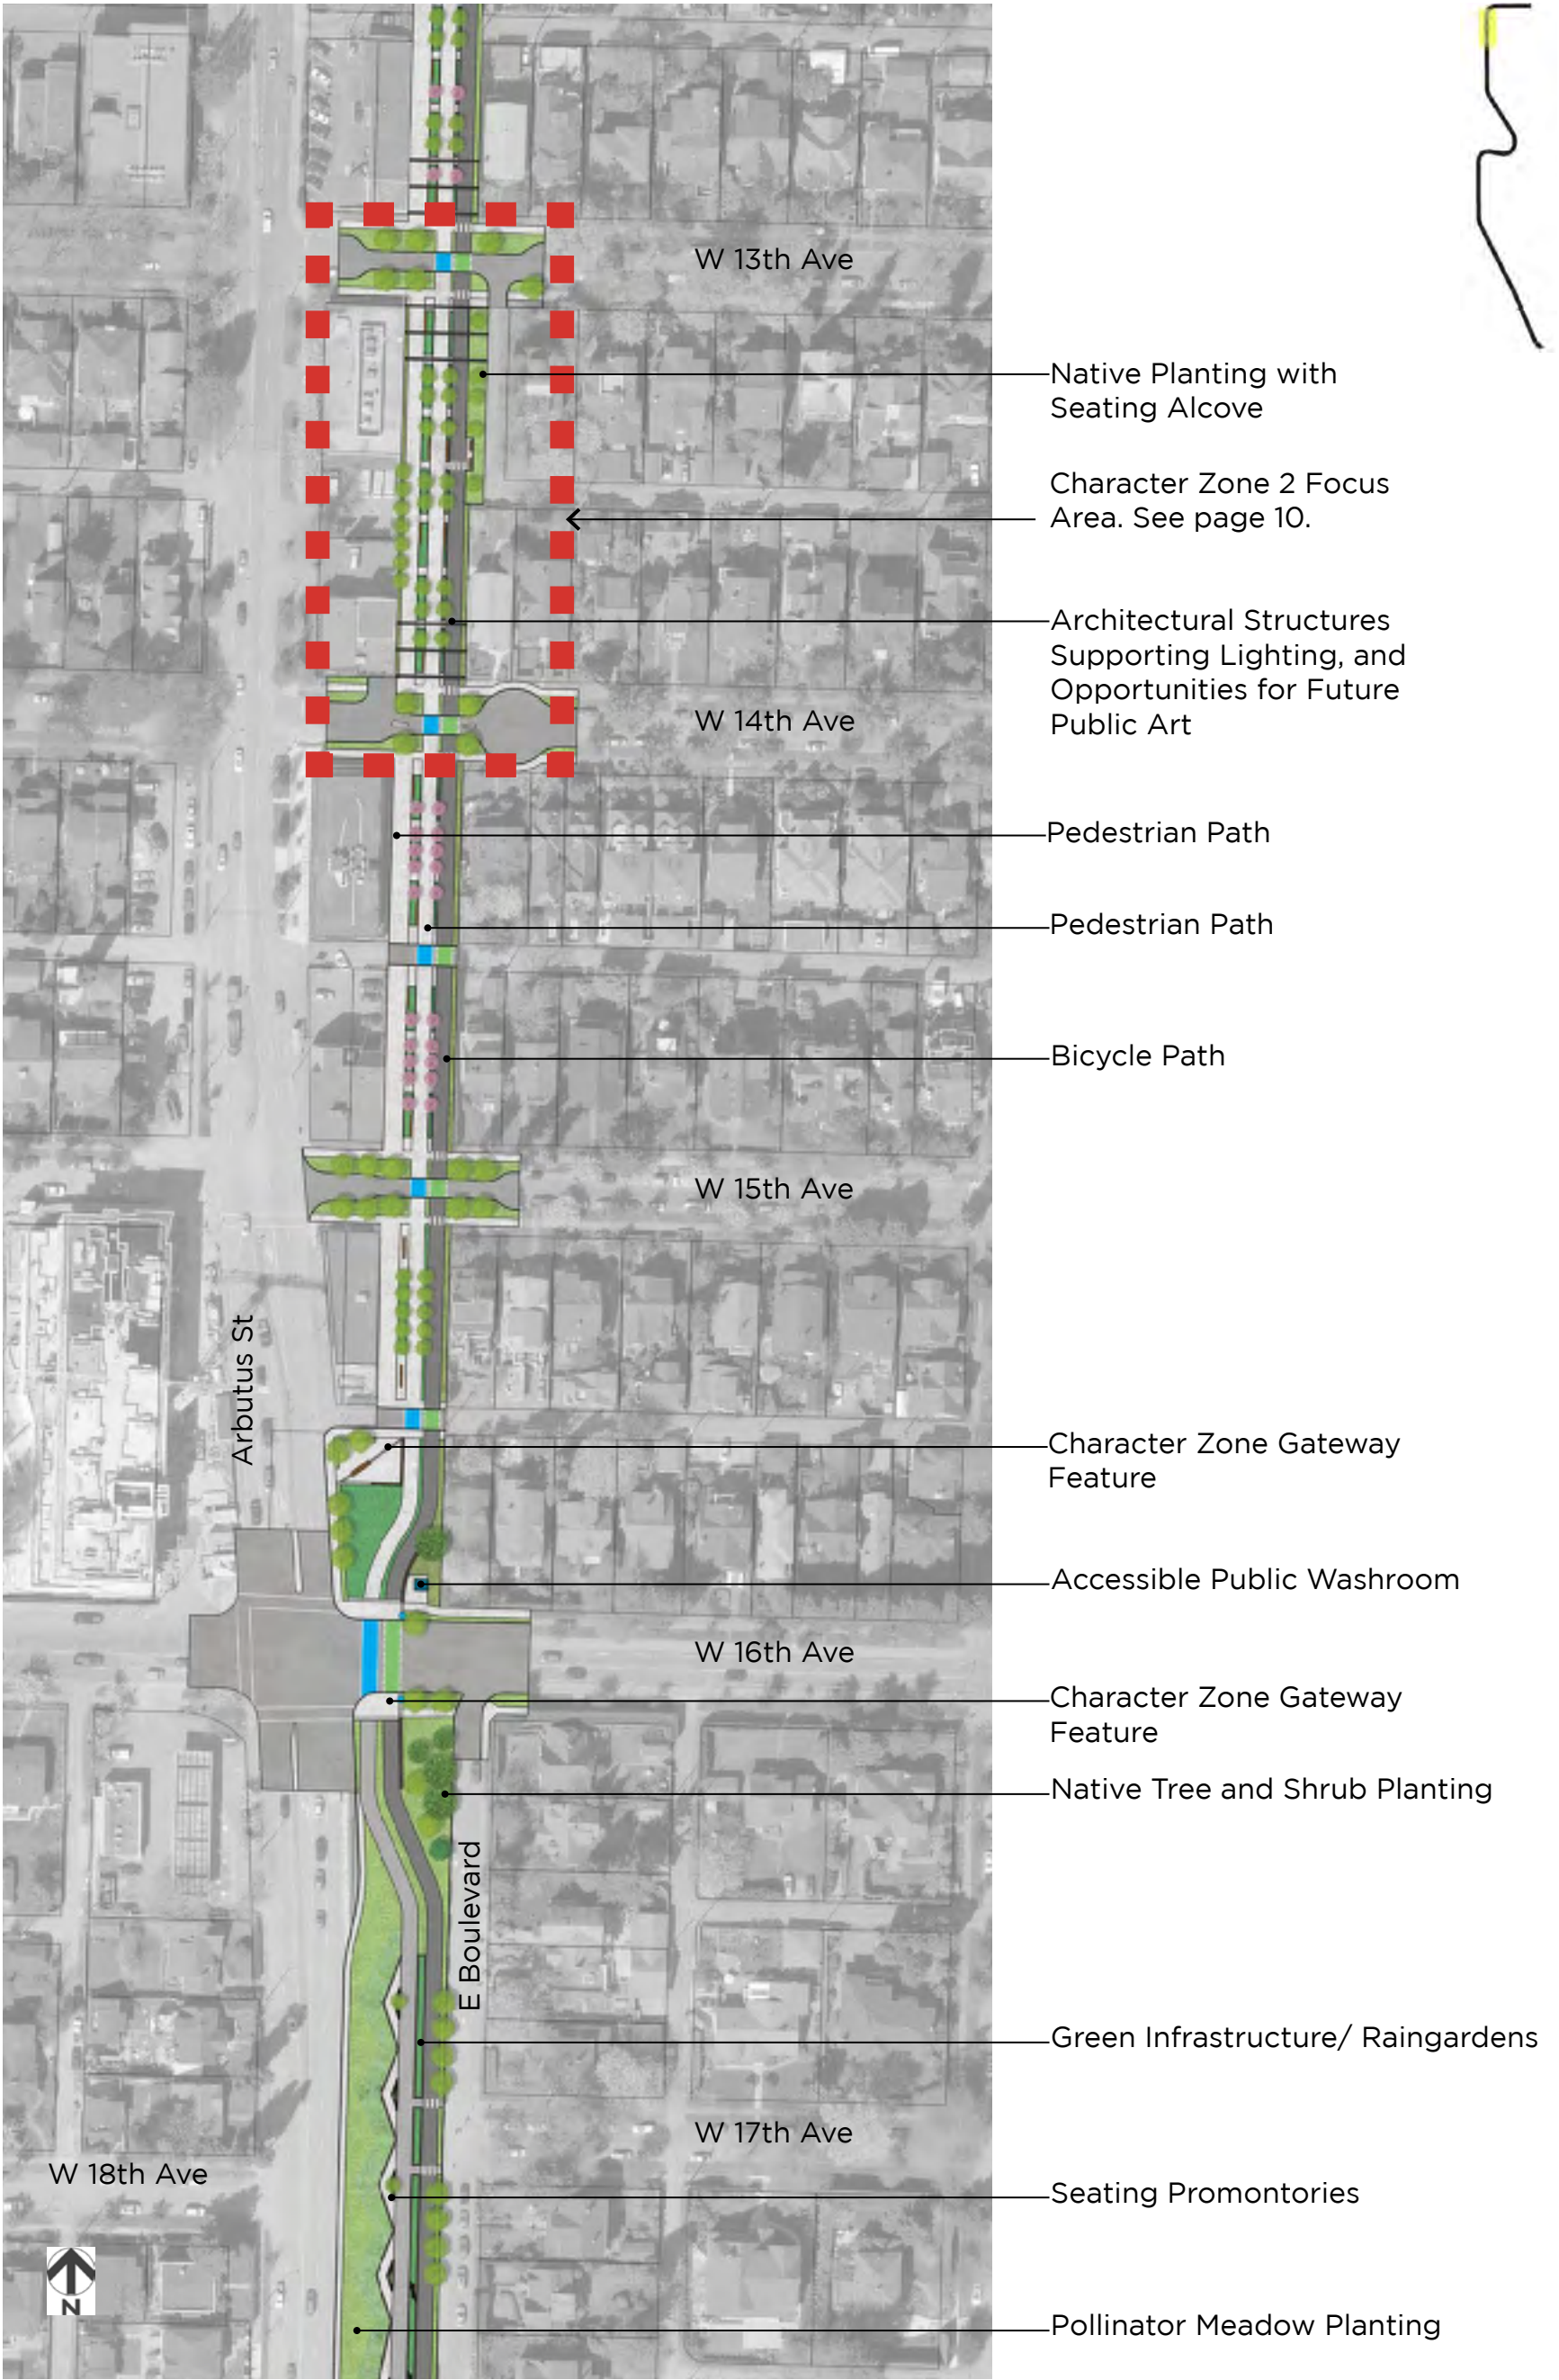 W 13th Ave
Native Planting with
Seating Alcove
Character Zone 2 Focus
Area. See page 10.
Architectural Structures
Supporting Lighting, and
Opportunities for Future
Public Art
W 14th Ave
Pedestrian Path
Pedestrian Path
Bicycle Path
W 15th Ave
Arbutus St
Character Zone Gateway
Feature
Accessible Public Washroom
W 16th Ave
Character Zone Gateway
Feature
Native Tree and Shrub Planting
E Boulevard
Green Infrastructure/ Raingardens
W 17th Ave
W 18th Ave
Seating Promontories
N
Pollinator Meadow Planting